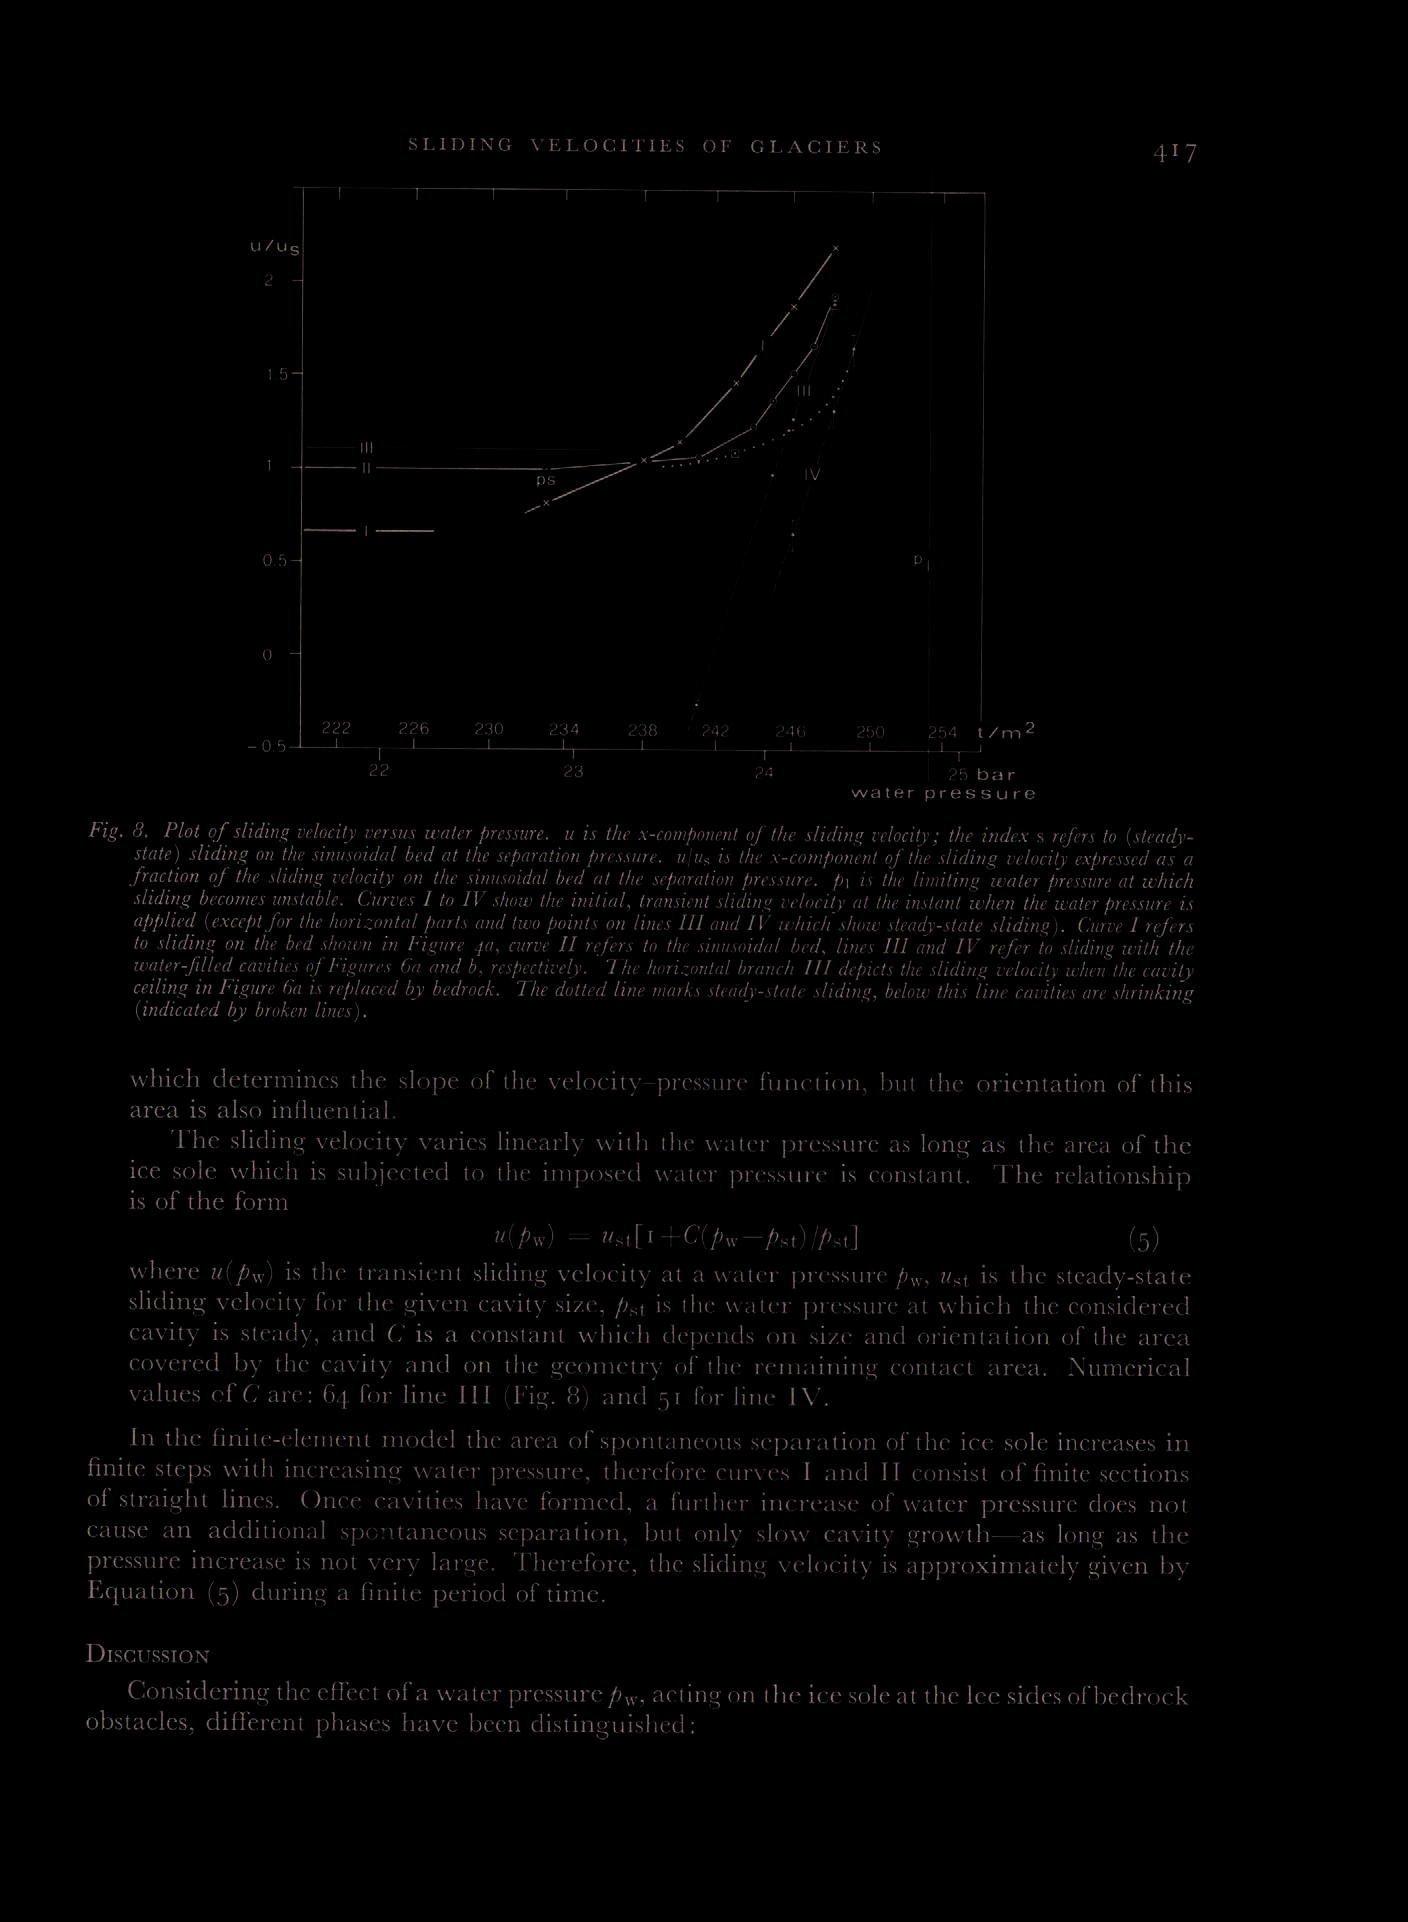 SLIDING VELOCITIES OF GLACIERS
417
u/us
2
1.5
1
0.5
0
-0.5
III
II
I
ps
I
III
IV
p1
222 226 230 234 238 242 246 250 254 t/m²
22 23 24 25 bar
water pressure
Fig. 8. Plot of sliding velocity versus water pressure. u is the x-component of the sliding velocity; the index s refers to (steady-
state) sliding on the sinusoidal bed at the separation pressure. u/us is the x-component of the sliding velocity expressed as a
fraction of the sliding velocity on the sinusoidal bed at the separation pressure. p1 is the limiting water pressure at which
sliding becomes unstable. Curves I to IV show the initial, transient sliding velocity at the instant when the water pressure is
applied (except for the horizontal parts and two points on lines III and IV which show steady-state sliding). Curve I refers
to sliding on the bed shown in Figure 4a, curve II refers to the sinusoidal bed, lines III and IV refer to sliding with the
water-filled cavities of Figures 6a and b, respectively. The horizontal branch III depicts the sliding velocity when the cavity
ceiling in Figure 6a is replaced by bedrock. The dotted line marks steady-state sliding, below this line cavities are shrinking
(indicated by broken lines).
which determines the slope of the velocity–pressure function, but the orientation of this
area is also influential.
The sliding velocity varies linearly with the water pressure as long as the area of the
ice sole which is subjected to the imposed water pressure is constant. The relationship
is of the form
u(pw) = ust[1+C(pw−pst)/pst] (5)
where u(pw) is the transient sliding velocity at a water pressure pw, ust is the steady-state
sliding velocity for the given cavity size, pst is the water pressure at which the considered
cavity is steady, and C is a constant which depends on size and orientation of the area
covered by the cavity and on the geometry of the remaining contact area. Numerical
values of C are: 64 for line III (Fig. 8) and 51 for line IV.
In the finite-element model the area of spontaneous separation of the ice sole increases in
finite steps with increasing water pressure, therefore curves I and II consist of finite sections
of straight lines. Once cavities have formed, a further increase of water pressure does not
cause an additional spontaneous separation, but only slow cavity growth—as long as the
pressure increase is not very large. Therefore, the sliding velocity is approximately given by
Equation (5) during a finite period of time.
DISCUSSION
Considering the effect of a water pressure pw, acting on the ice sole at the lee sides of bedrock
obstacles, different phases have been distinguished: